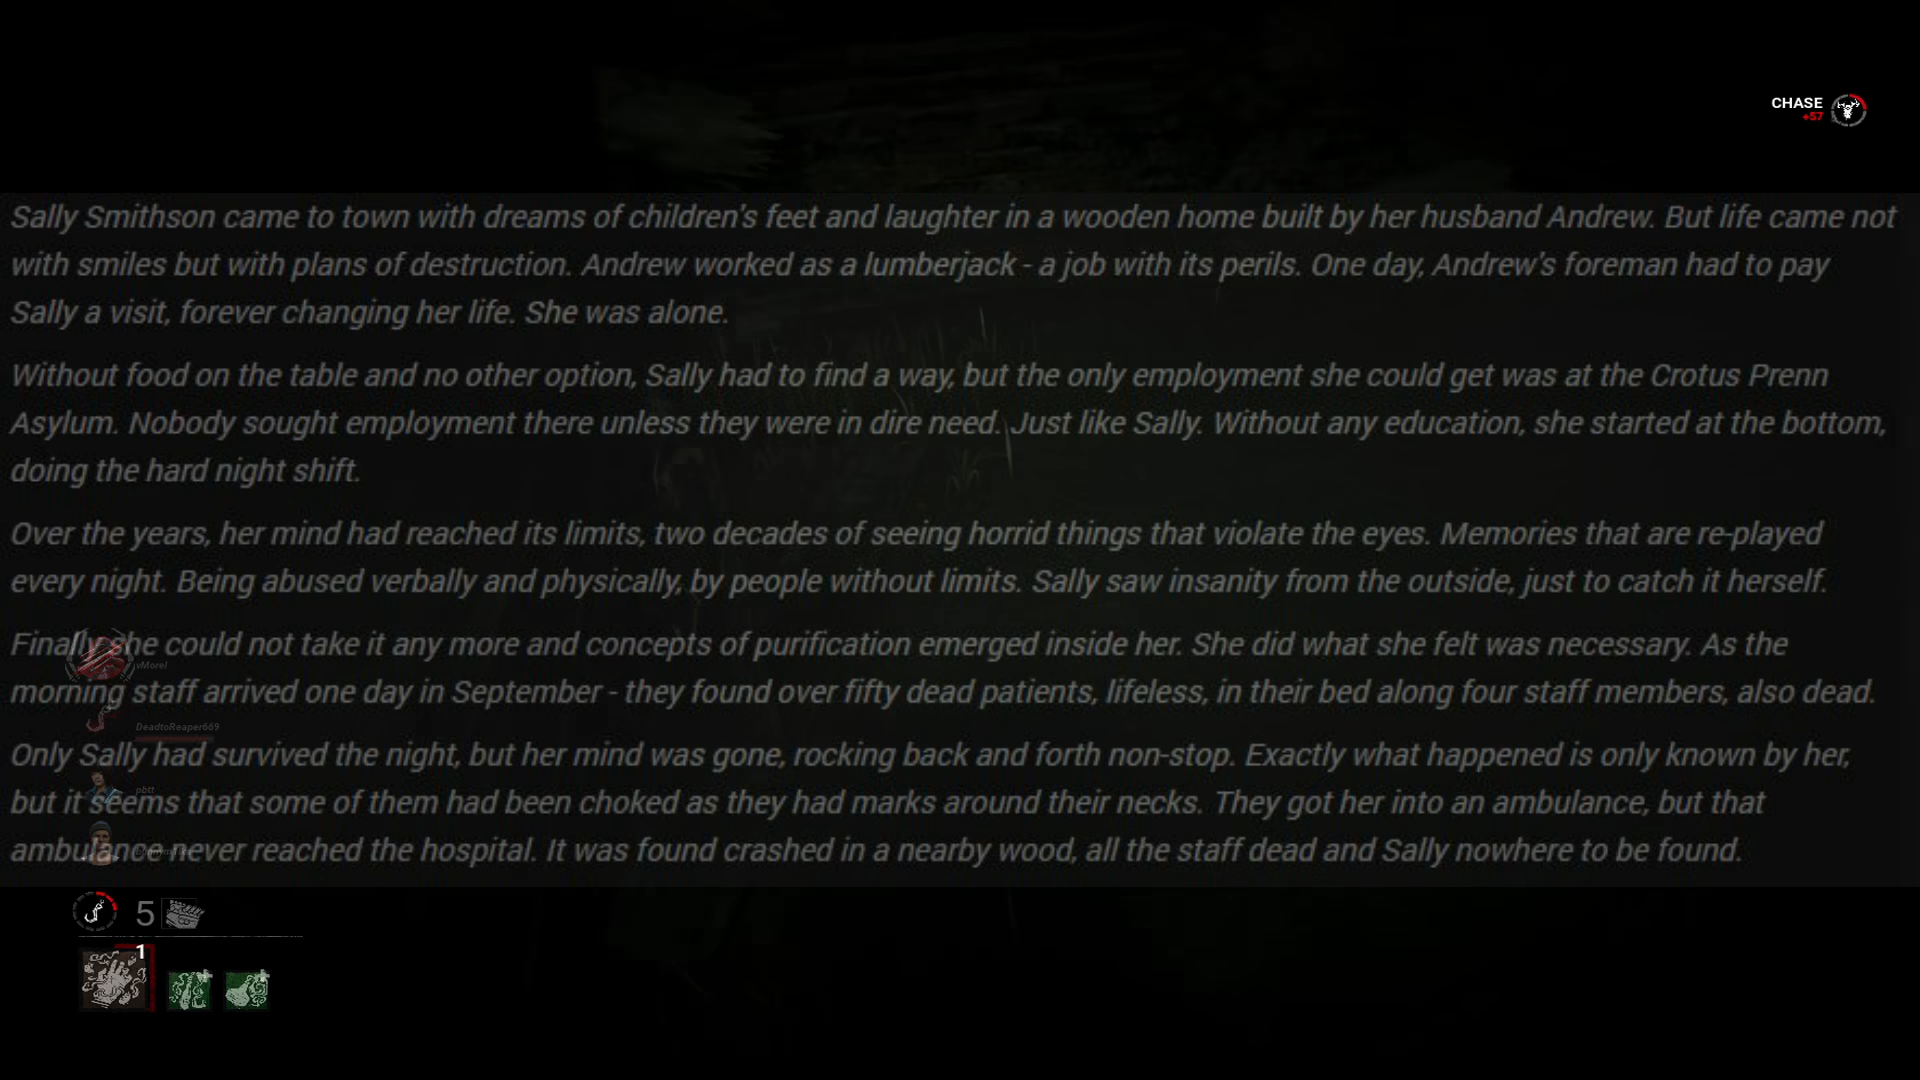 CHASE
+57
Sally Smithson came to town with dreams of children's feet and laughter in a wooden home built by her husband Andrew. But life came not
with smiles but with plans of destruction. Andrew worked as a lumberjack - a job with its perils. One day, Andrew's foreman had to pay
Sally a visit, forever changing her life. She was alone.
Without food on the table and no other option, Sally had to find a way, but the only employment she could get was at the Crotus Prenn
Asylum. Nobody sought employment there unless they were in dire need. Just like Sally. Without any education, she started at the bottom,
doing the hard night shift.
Over the years, her mind had reached its limits, two decades of seeing horrid things that violate the eyes. Memories that are re-played
every night. Being abused verbally and physically, by people without limits. Sally saw insanity from the outside, just to catch it herself.
Finally she could not take it any more and concepts of purification emerged inside her. She did what she felt was necessary. As the
vMorel
morning staff arrived one day in September - they found over fifty dead patients, lifeless, in their bed along four staff members, also dead.
DeadtoReaper669
Only Sally had survived the night, but her mind was gone, rocking back and forth non-stop. Exactly what happened is only known by her,
pbtt
but it seems that some of them had been choked as they had marks around their necks. They got her into an ambulance, but that
ambulance never reached the hospital. It was found crashed in a nearby wood, all the staff dead and Sally nowhere to be found.
5
1